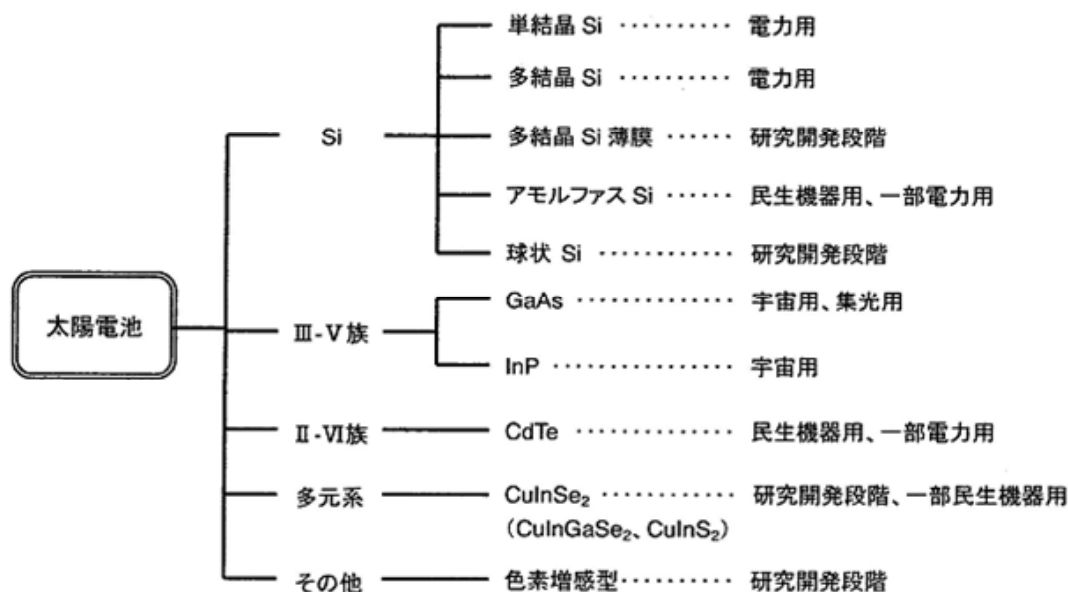 単結晶 Si ·········· 電力用
多結晶 Si ·········· 電力用
Si
多結晶 Si 薄膜 ······ 研究開発段階
アモルファス Si ······ 民生機器用、一部電力用
球状 Si ············ 研究開発段階
太陽電池
Ⅲ-Ⅴ族
GaAs ·············· 宇宙用、集光用
InP ················ 宇宙用
Ⅱ-Ⅵ族
CdTe ·············· 民生機器用、一部電力用
多元系
CuInSe₂ ············ 研究開発段階、一部民生機器用
(CuInGaSe₂、CuInS₂)
その他
色素増感型·········· 研究開発段階